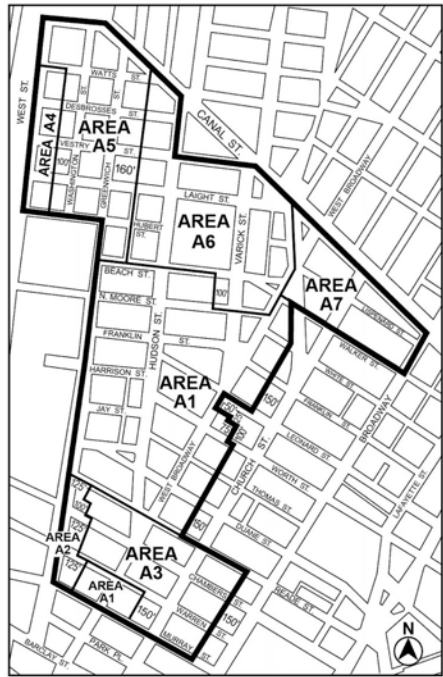 WATTS
ST.
WEST ST.
DESBROSSES
ST.
ST.
CANAL ST.
AREA A4
AREA
A5
VESTRY
ST.
100'
160'
WASHINGTON
GREENWICH
WEST BROADWAY
LAIGHT ST.
HUBERT
ST.
AREA
A6
VARICK ST.
BEACH ST.
100'
AREA
A7
LISPENARD ST.
N. MOORE ST.
FRANKLIN
ST.
WALKER ST.
HUDSON ST.
HARRISON ST.
AREA
A1
150'
WHITE ST.
FRANKLIN ST.
BROADWAY
JAY ST.
50'
75'
100'
LEONARD ST.
WEST BROADWAY
CHURCH ST.
WORTH ST.
LAFAYETTE ST.
THOMAS ST.
125'
100'
150'
DUANE ST.
125'
AREA
A2
AREA
A3
125'
CHAMBERS ST.
READE ST.
AREA
A1
150'
WARREN ST.
150'
MURRAY ST.
PARK PL.
BARCLAY ST.
N